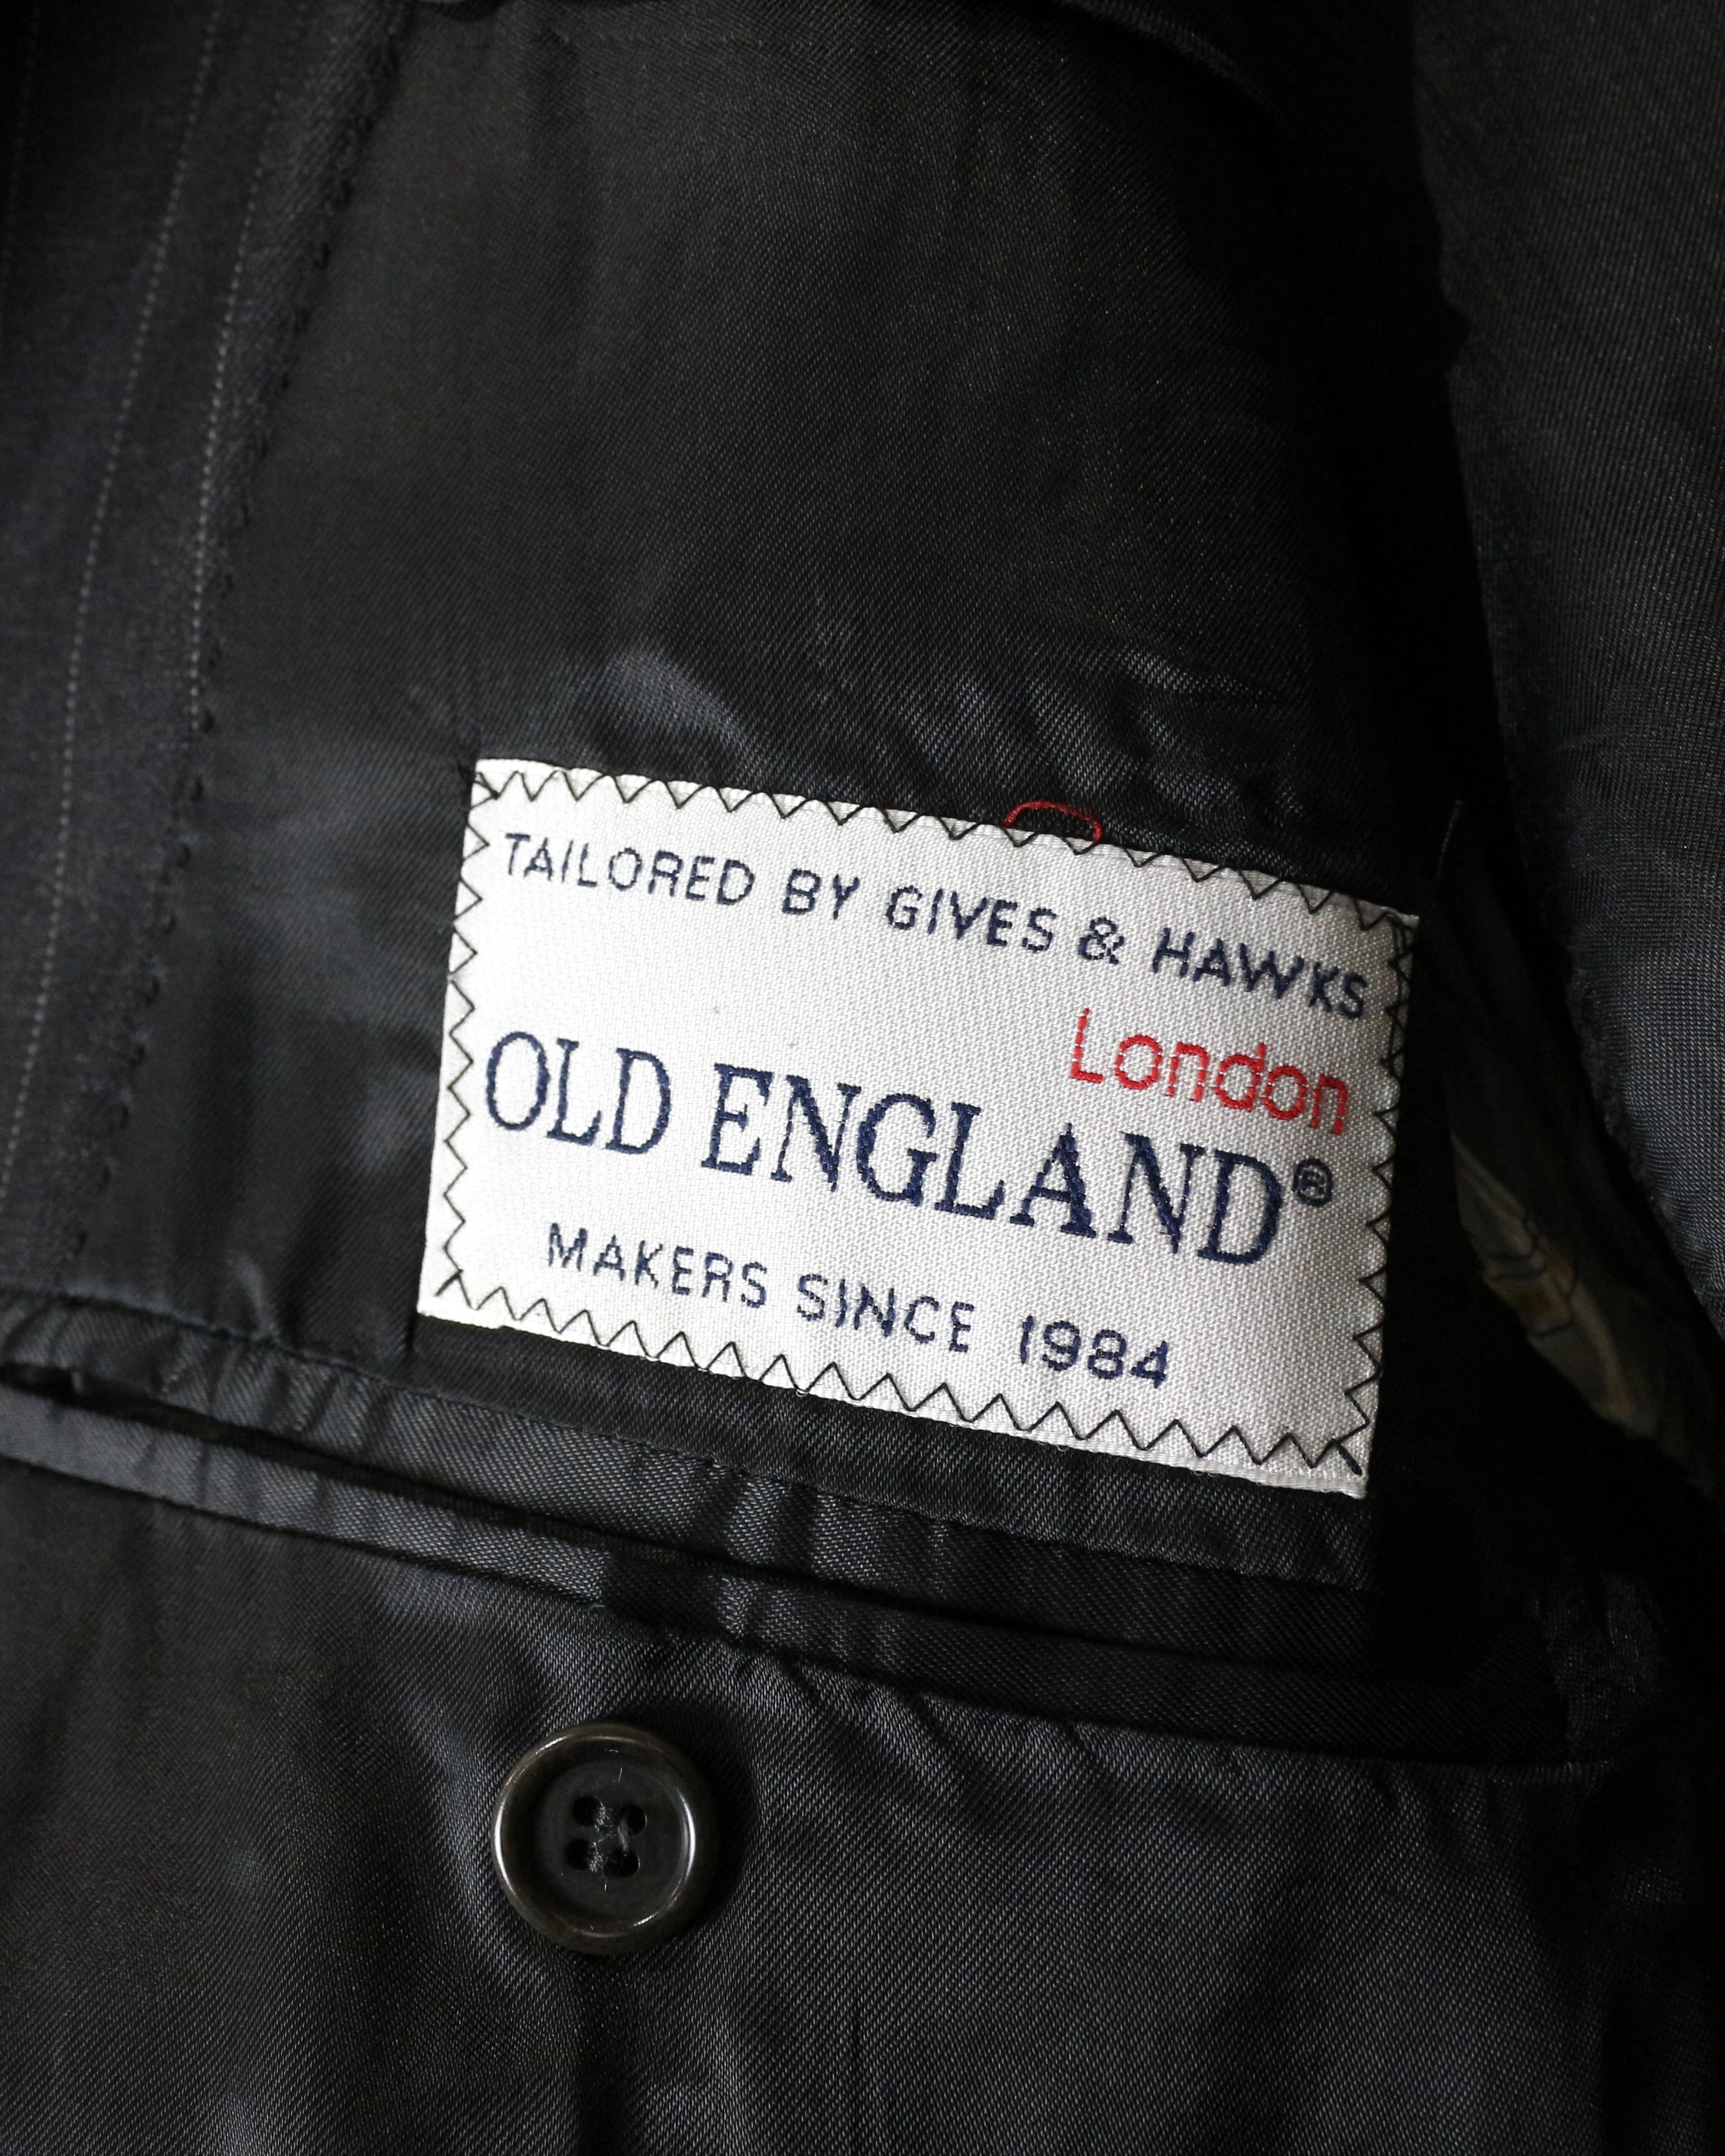 TAILORED BY GIVES & HAWKS
London
OLD ENGLAND®
MAKERS SINCE 1984